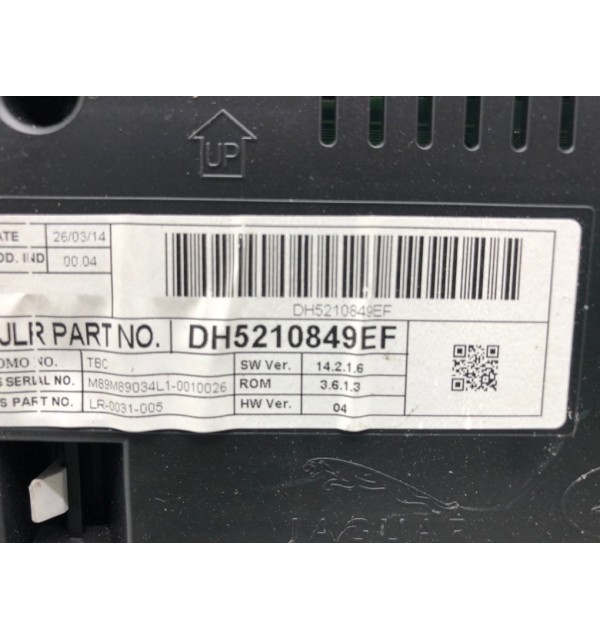 UP
ATE 26/03/14
OD. IND 00.04
DH5210849EF
JLR PART NO. DH5210849EF
OMO NO. TBC SW Ver. 14.2.1.6
S SERIAL NO. M89M89034L1-0010026 ROM 3.6.1.3
S PART NO. LR-0031-005 HW Ver. 04
JAGUAR